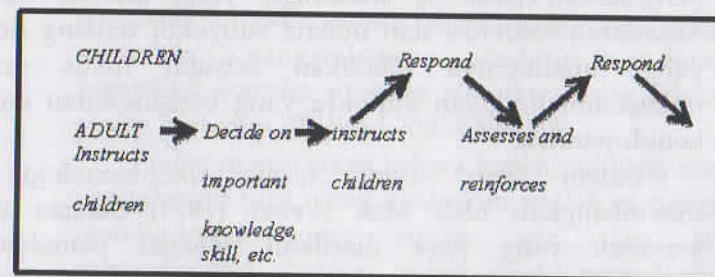 CHILDREN Respond Respond
ADULT Decide on instructs Assesses and
Instructs
important children reinforces
children
knowledge,
skill, etc.